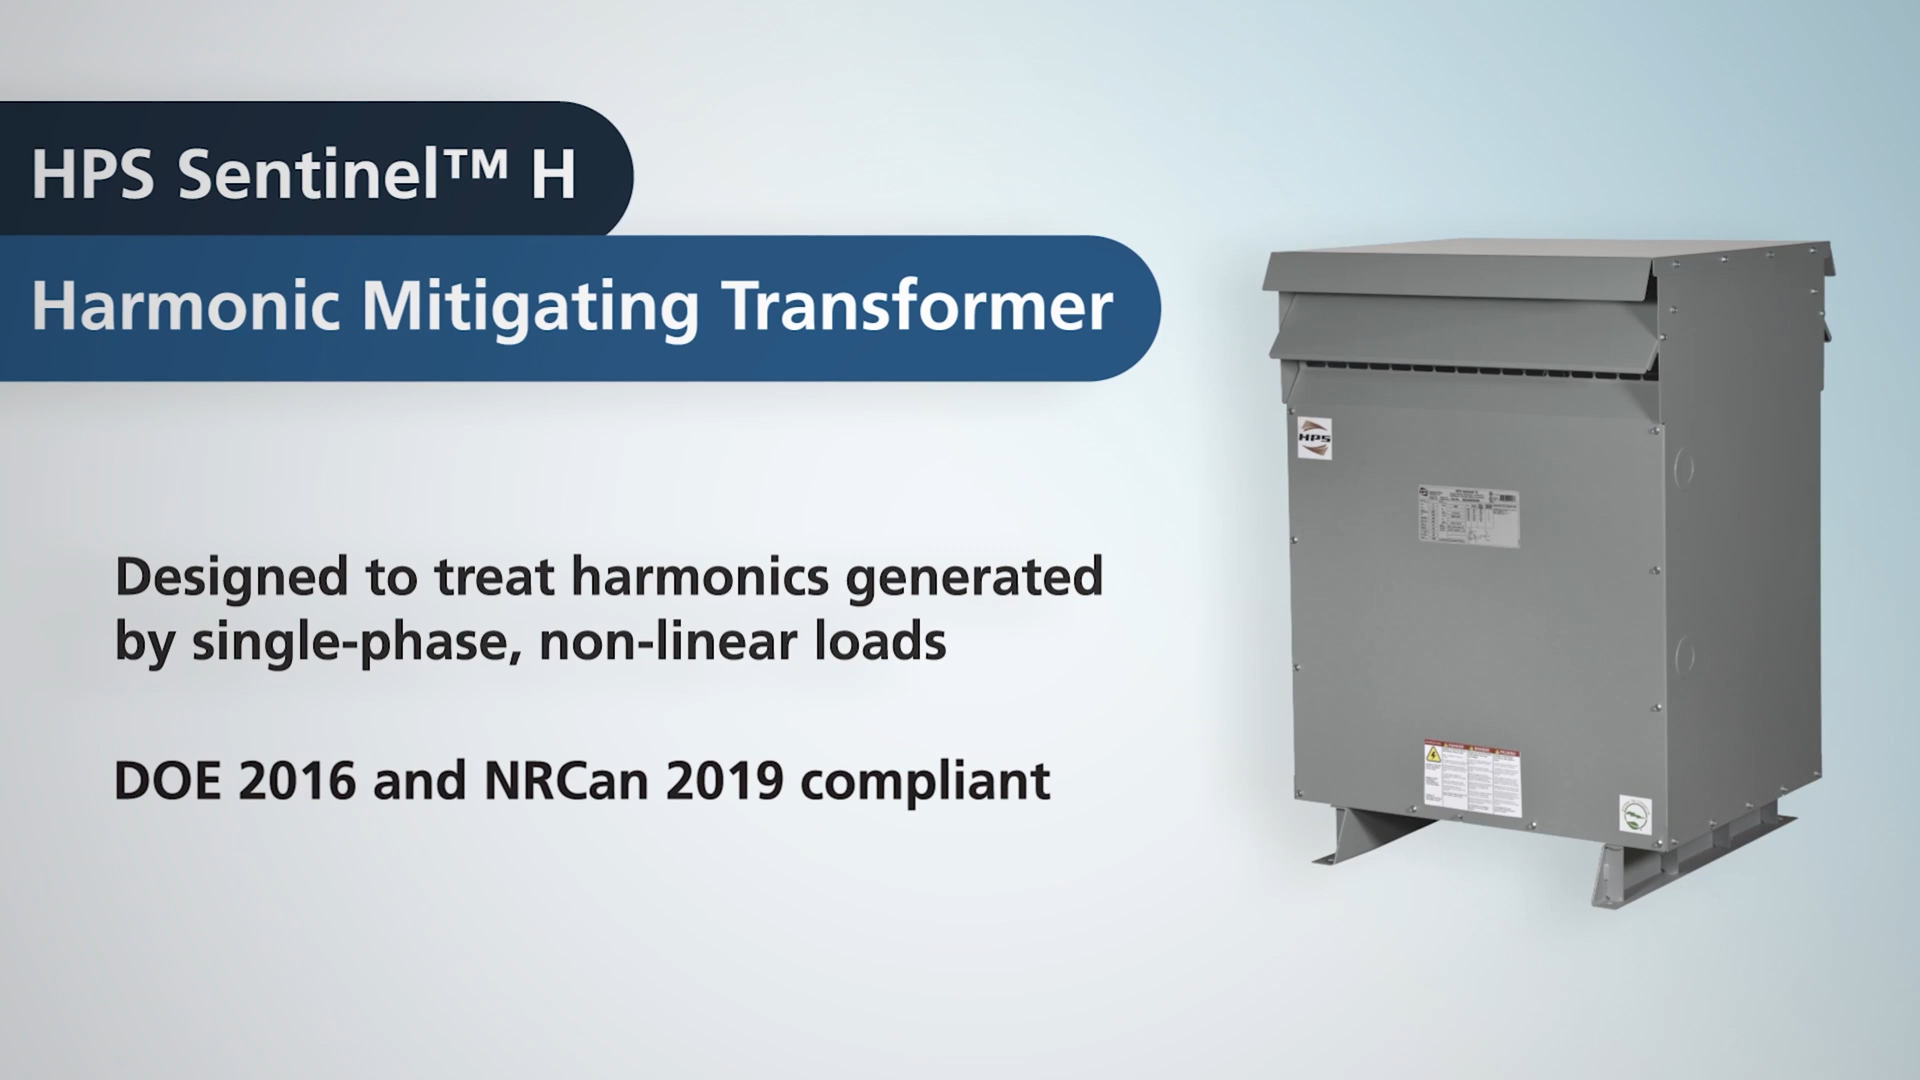 HPS Sentinel™ H
Harmonic Mitigating Transformer
Designed to treat harmonics generated
by single-phase, non-linear loads
DOE 2016 and NRCan 2019 compliant
HPS